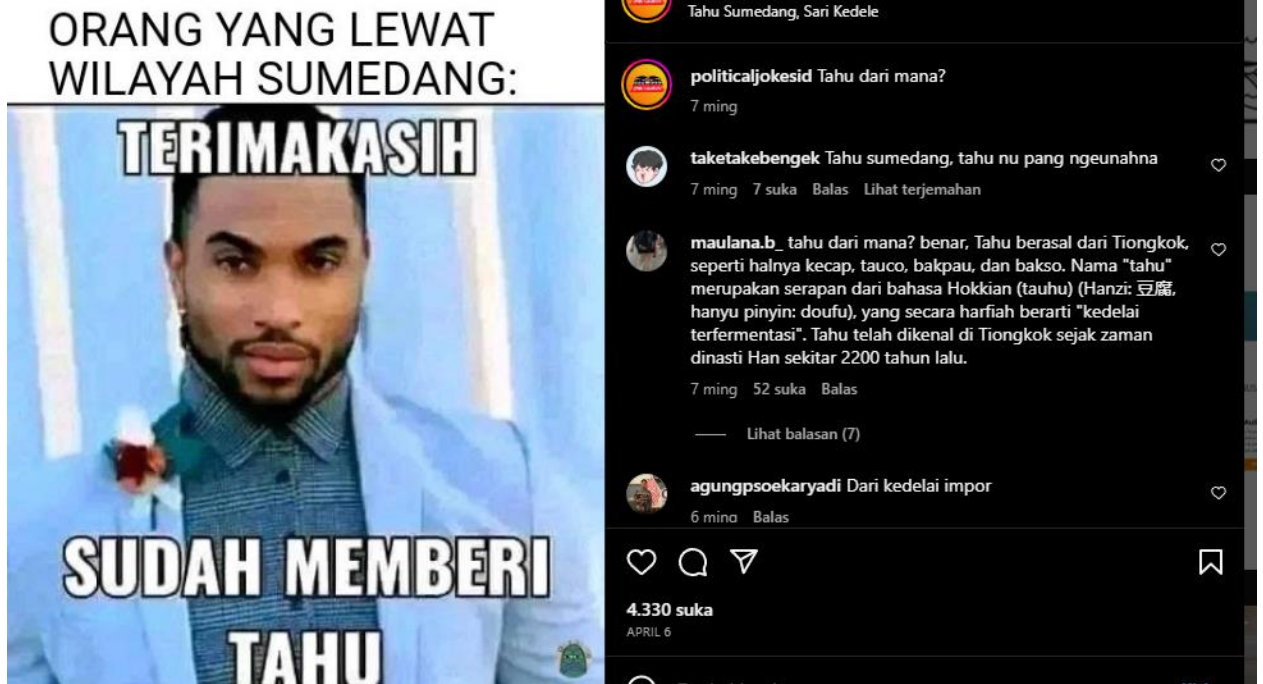 ORANG YANG LEWAT
WILAYAH SUMEDANG:
TERIMAKASIH
SUDAH MEMBERI
TAHU
Tahu Sumedang, Sari Kedele
politicaljokesid Tahu dari mana?
7 ming
taketakebengek Tahu sumedang, tahu nu pang ngeunahna
7 ming 7 suka Balas Lihat terjemahan
maulana.b_ tahu dari mana? benar, Tahu berasal dari Tiongkok,
seperti halnya kecap, tauco, bakpau, dan bakso. Nama "tahu"
merupakan serapan dari bahasa Hokkian (tauhu) (Hanzi: 豆腐,
hanyu pinyin: doufu), yang secara harfiah berarti "kedelai
terfermentasi". Tahu telah dikenal di Tiongkok sejak zaman
dinasti Han sekitar 2200 tahun lalu.
7 ming 52 suka Balas
Lihat balasan (7)
agungpsoekaryadi Dari kedelai impor
6 ming Balas
4.330 suka
APRIL 6